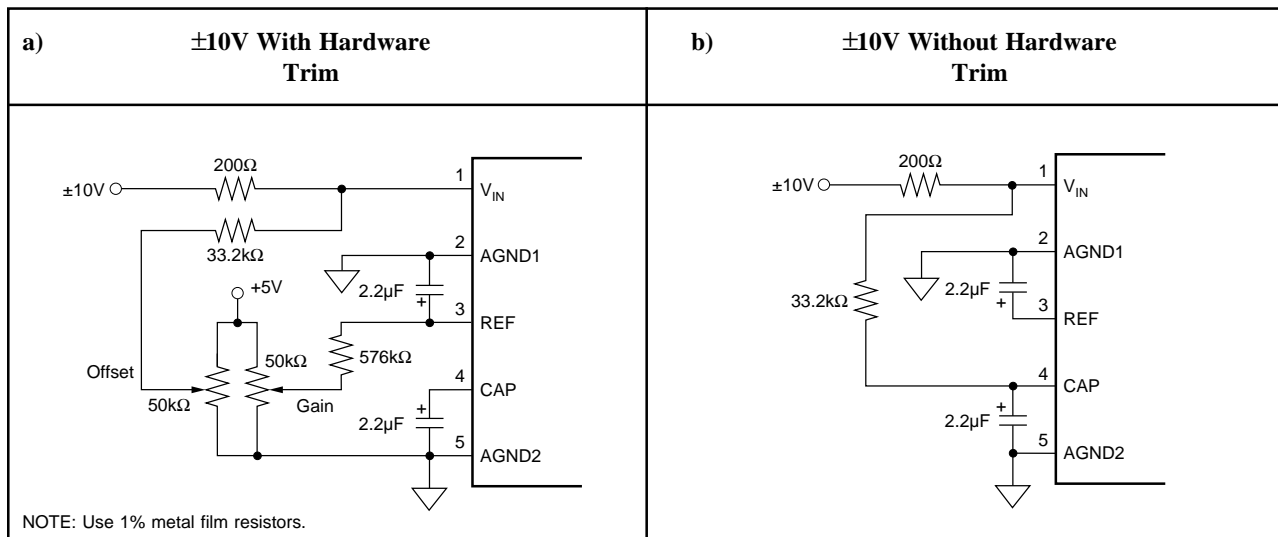 a)
±10V With Hardware
Trim
200Ω
±10V
33.2kΩ
+5V
Offset
50kΩ
50kΩ
Gain
576kΩ
2.2µF
+
+
2.2µF
1
V_IN
2
AGND1
3
REF
4
CAP
5
AGND2
NOTE: Use 1% metal film resistors.
b)
±10V Without Hardware
Trim
200Ω
±10V
33.2kΩ
2.2µF
+
+
2.2µF
1
V_IN
2
AGND1
3
REF
4
CAP
5
AGND2